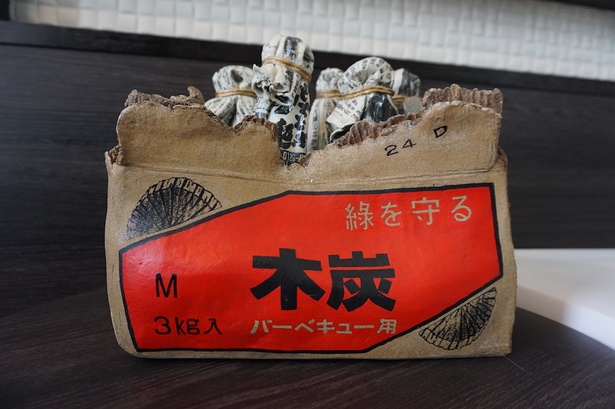 24 D
緑を守る
M
木炭
3kg入
バーベキュー用